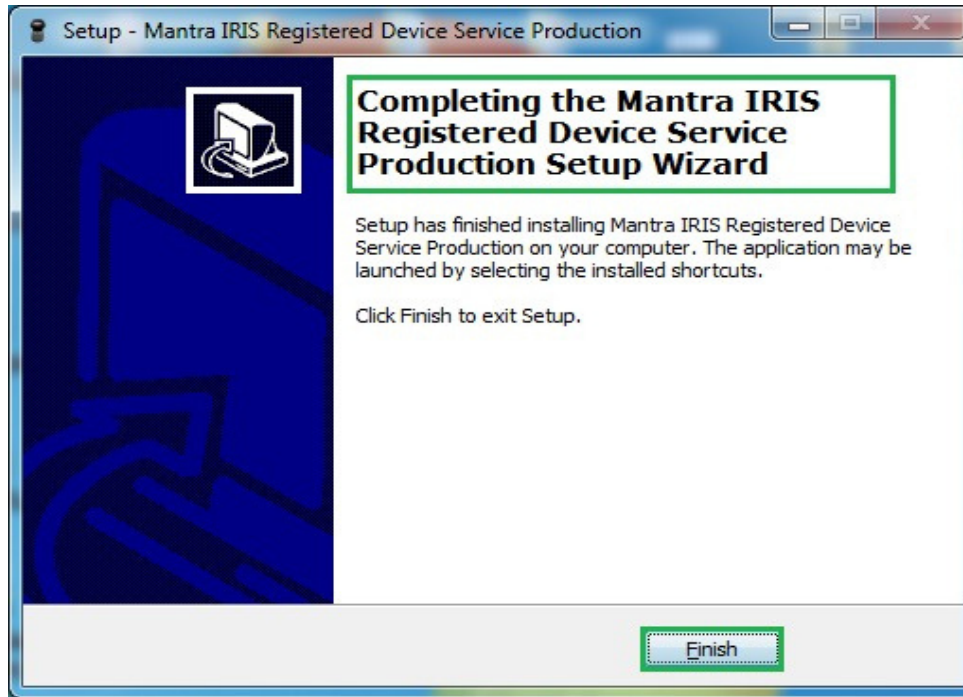 Setup - Mantra IRIS Registered Device Service Production
Completing the Mantra IRIS
Registered Device Service
Production Setup Wizard
Setup has finished installing Mantra IRIS Registered Device
Service Production on your computer. The application may be
launched by selecting the installed shortcuts.
Click Finish to exit Setup.
Finish